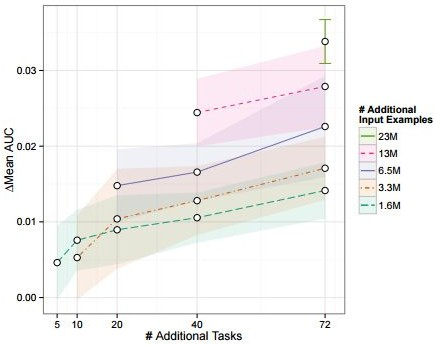 0.03
0.02
0.01
0.00
ΔMean AUC
5 10 20 40 72
# Additional Tasks
# Additional
Input Examples
23M
13M
6.5M
3.3M
1.6M